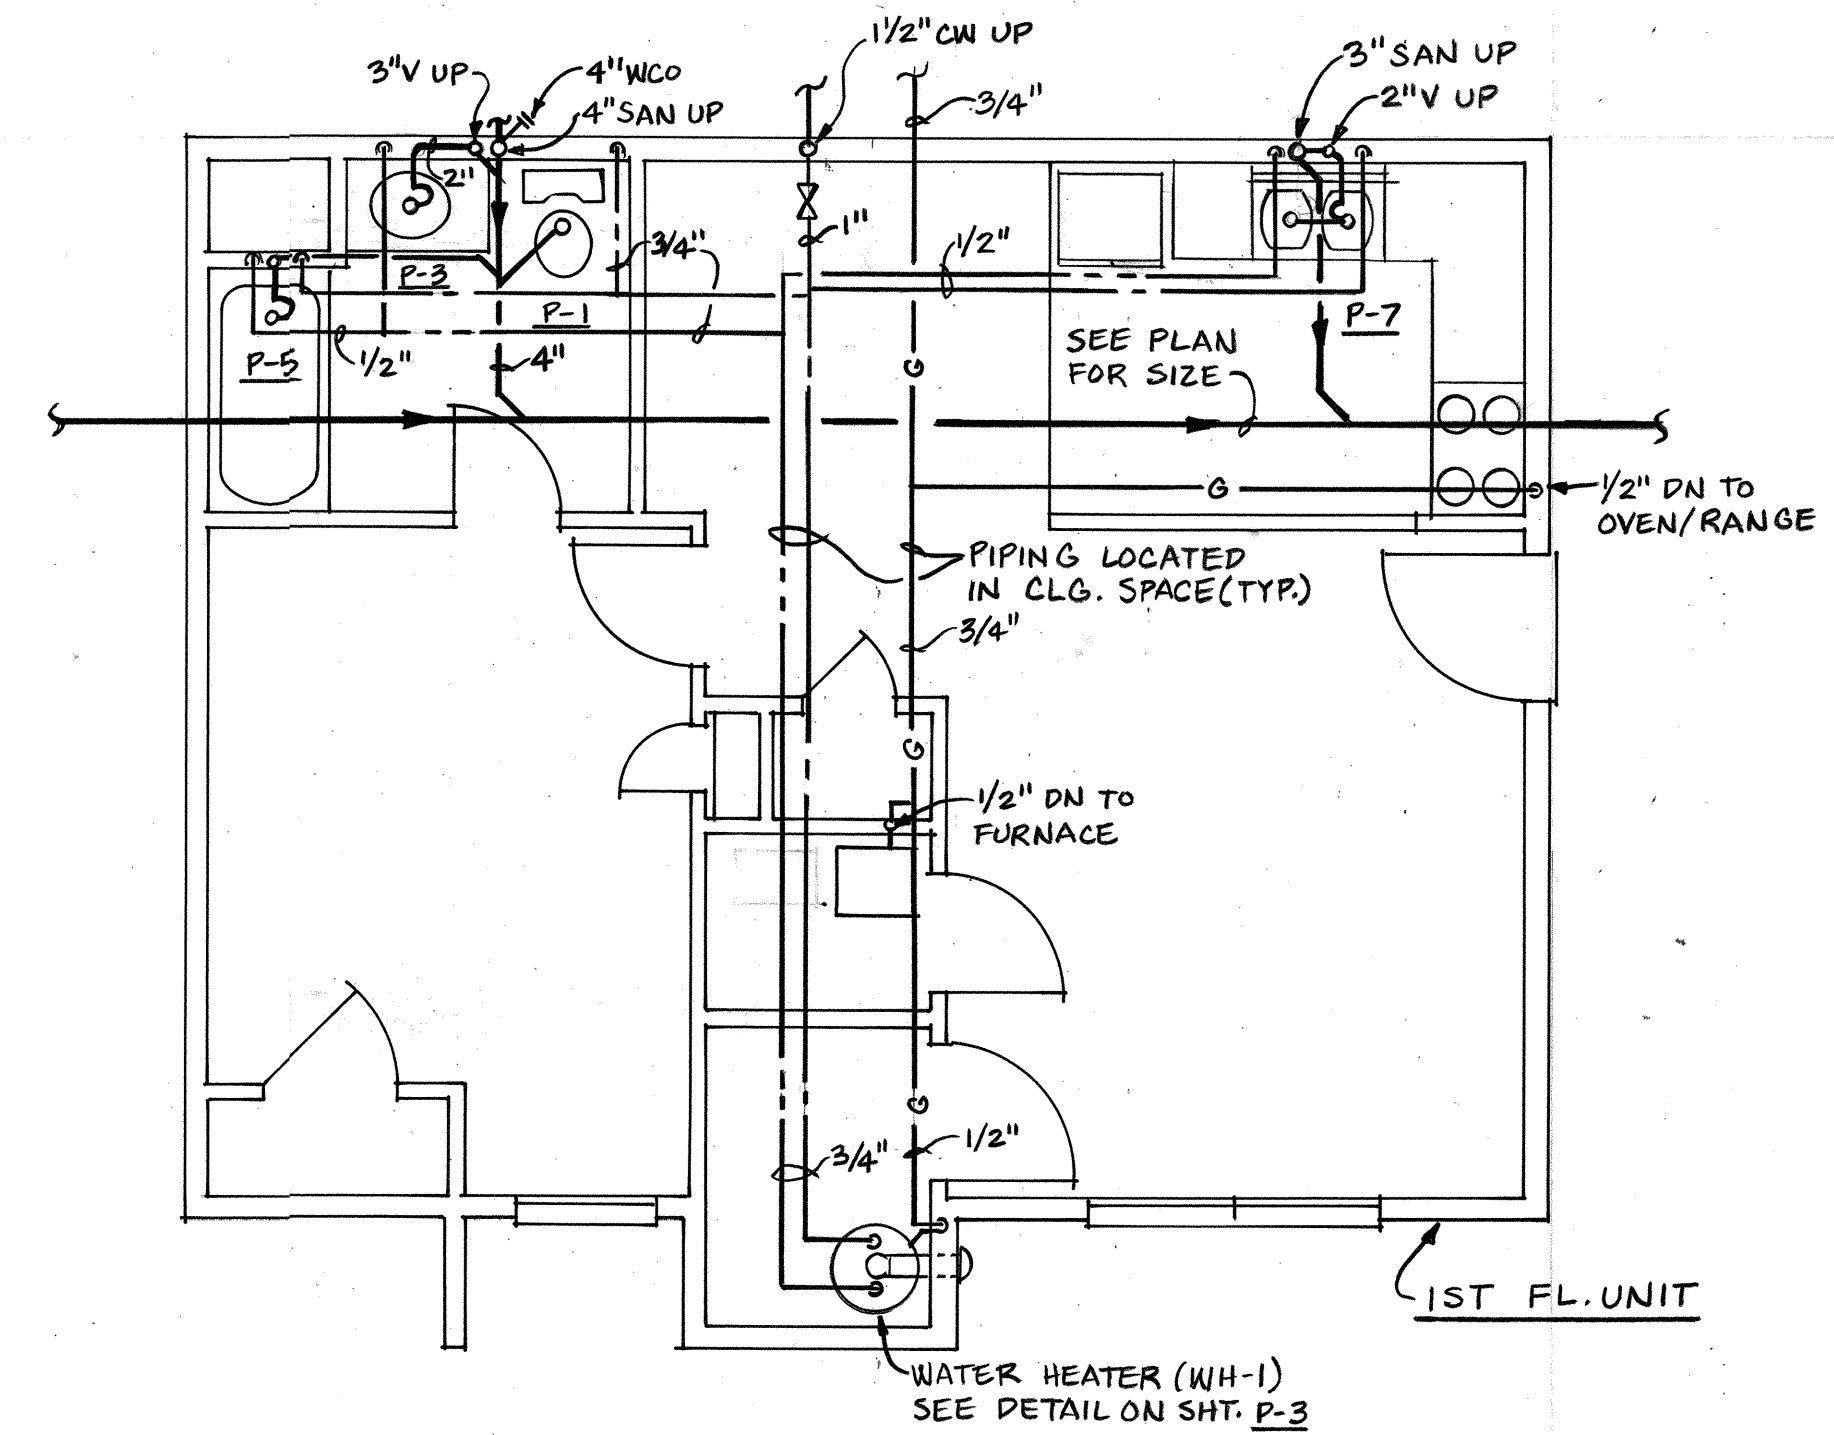 1½" CW UP
3" V UP
4" WCO
4" SAN UP
3/4"
3" SAN UP
2" V UP
2"
3/4"
1"
1/2"
P-3
P-1
P-7
P-5
1/2"
4"
SEE PLAN
FOR SIZE
G
G
1/2" DN TO
OVEN/RANGE
PIPING LOCATED
IN CLG. SPACE (TYP.)
3/4"
G
1/2" DN TO
FURNACE
G
3/4"
1/2"
1ST FL. UNIT
WATER HEATER (WH-1)
SEE DETAIL ON SHT. P-3